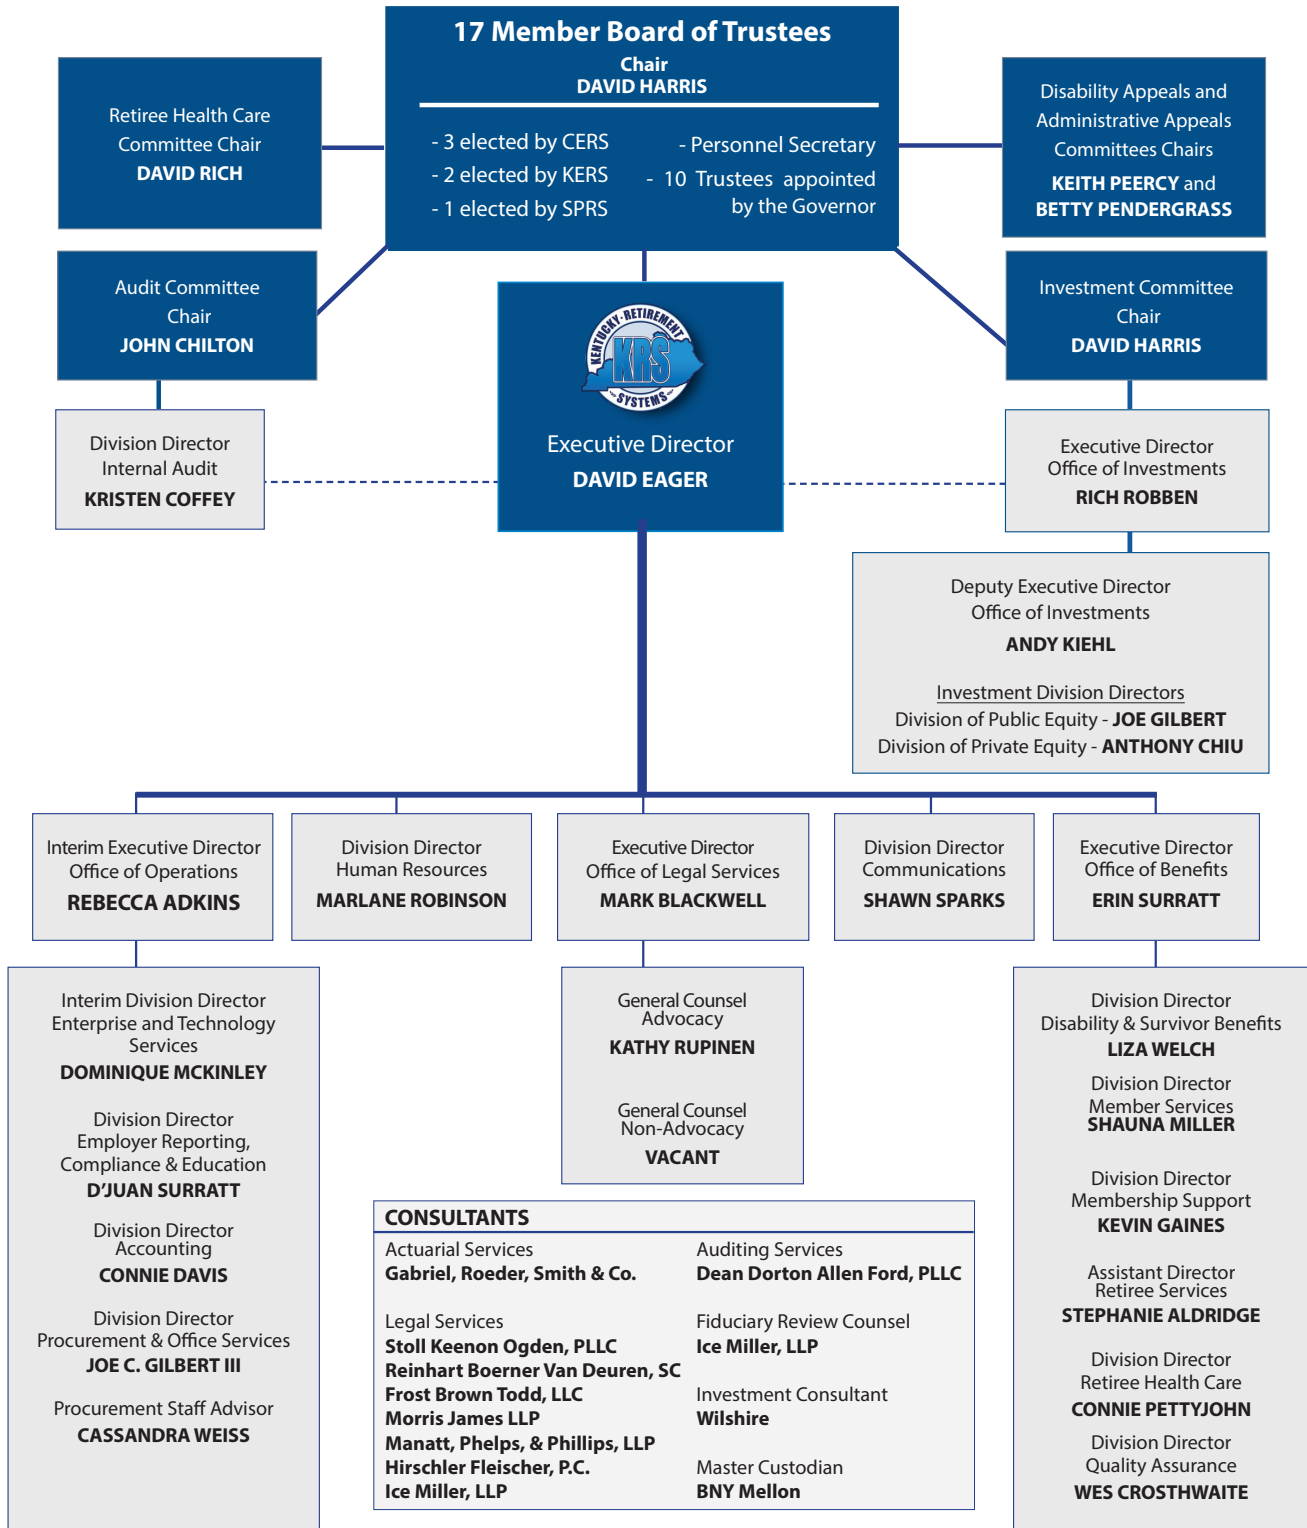 17 Member Board of Trustees
Chair
DAVID HARRIS
- 3 elected by CERS
- 2 elected by KERS
- 1 elected by SPRS
- Personnel Secretary
- 10 Trustees appointed
by the Governor
Retiree Health Care
Committee Chair
DAVID RICH
Disability Appeals and
Administrative Appeals
Committees Chairs
KEITH PEERCY and
BETTY PENDERGRASS
Audit Committee
Chair
JOHN CHILTON
Investment Committee
Chair
DAVID HARRIS
KENTUCKY·RETIREMENT
KRS
SYSTEMS
Executive Director
DAVID EAGER
Division Director
Internal Audit
KRISTEN COFFEY
Executive Director
Office of Investments
RICH ROBBEN
Deputy Executive Director
Office of Investments
ANDY KIEHL
Investment Division Directors
Division of Public Equity - JOE GILBERT
Division of Private Equity - ANTHONY CHIU
Interim Executive Director
Office of Operations
REBECCA ADKINS
Division Director
Human Resources
MARLANE ROBINSON
Executive Director
Office of Legal Services
MARK BLACKWELL
Division Director
Communications
SHAWN SPARKS
Executive Director
Office of Benefits
ERIN SURRATT
Interim Division Director
Enterprise and Technology
Services
DOMINIQUE MCKINLEY
Division Director
Employer Reporting,
Compliance & Education
D'JUAN SURRATT
Division Director
Accounting
CONNIE DAVIS
Division Director
Procurement & Office Services
JOE C. GILBERT III
Procurement Staff Advisor
CASSANDRA WEISS
General Counsel
Advocacy
KATHY RUPINEN
General Counsel
Non-Advocacy
VACANT
Division Director
Disability & Survivor Benefits
LIZA WELCH
Division Director
Member Services
SHAUNA MILLER
Division Director
Membership Support
KEVIN GAINES
Assistant Director
Retiree Services
STEPHANIE ALDRIDGE
Division Director
Retiree Health Care
CONNIE PETTYJOHN
Division Director
Quality Assurance
WES CROSTHWAITE
CONSULTANTS
Actuarial Services
Gabriel, Roeder, Smith & Co.
Legal Services
Stoll Keenon Ogden, PLLC
Reinhart Boerner Van Deuren, SC
Frost Brown Todd, LLC
Morris James LLP
Manatt, Phelps, & Phillips, LLP
Hirschler Fleischer, P.C.
Ice Miller, LLP
Auditing Services
Dean Dorton Allen Ford, PLLC
Fiduciary Review Counsel
Ice Miller, LLP
Investment Consultant
Wilshire
Master Custodian
BNY Mellon